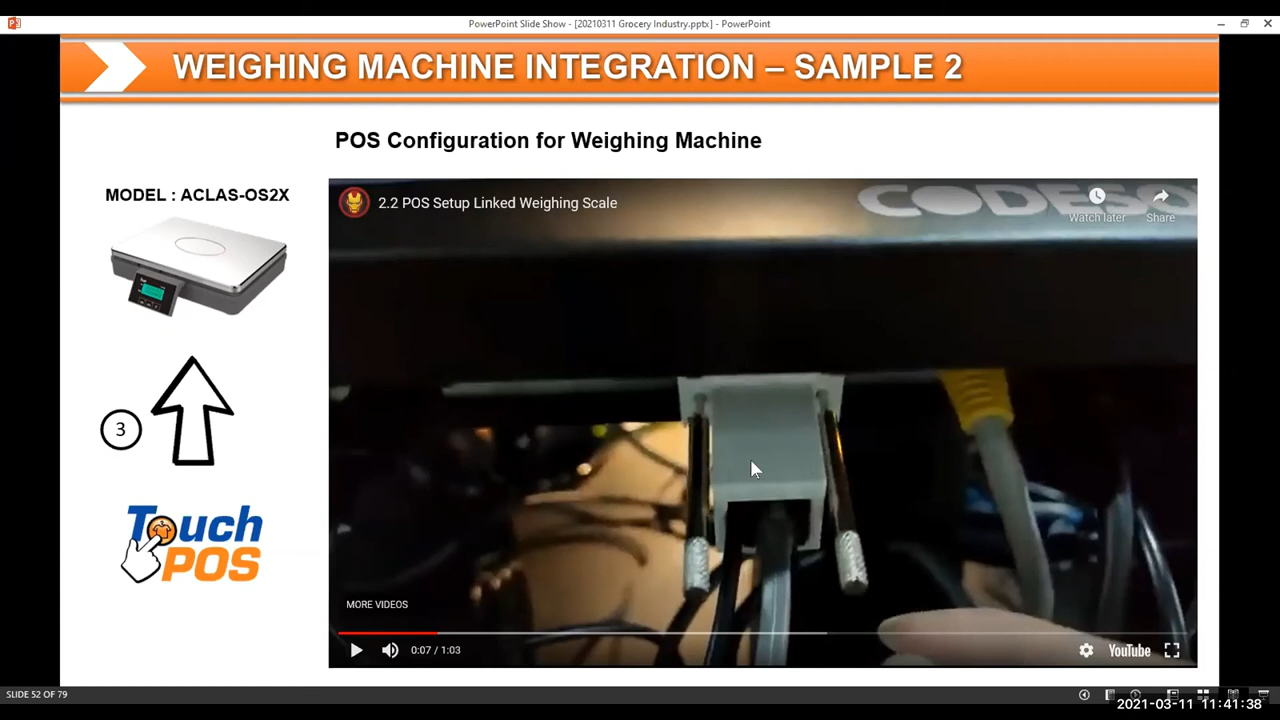 PowerPoint Slide Show - [20210311 Grocery Industry.pptx] - PowerPoint
WEIGHING MACHINE INTEGRATION – SAMPLE 2
POS Configuration for Weighing Machine
MODEL : ACLAS-OS2X
2.2 POS Setup Linked Weighing Scale
CODESO
Watch later
Share
3
Touch
POS
MORE VIDEOS
0:07 / 1:03
YouTube
SLIDE 52 OF 79
2021-03-11 11:41:38